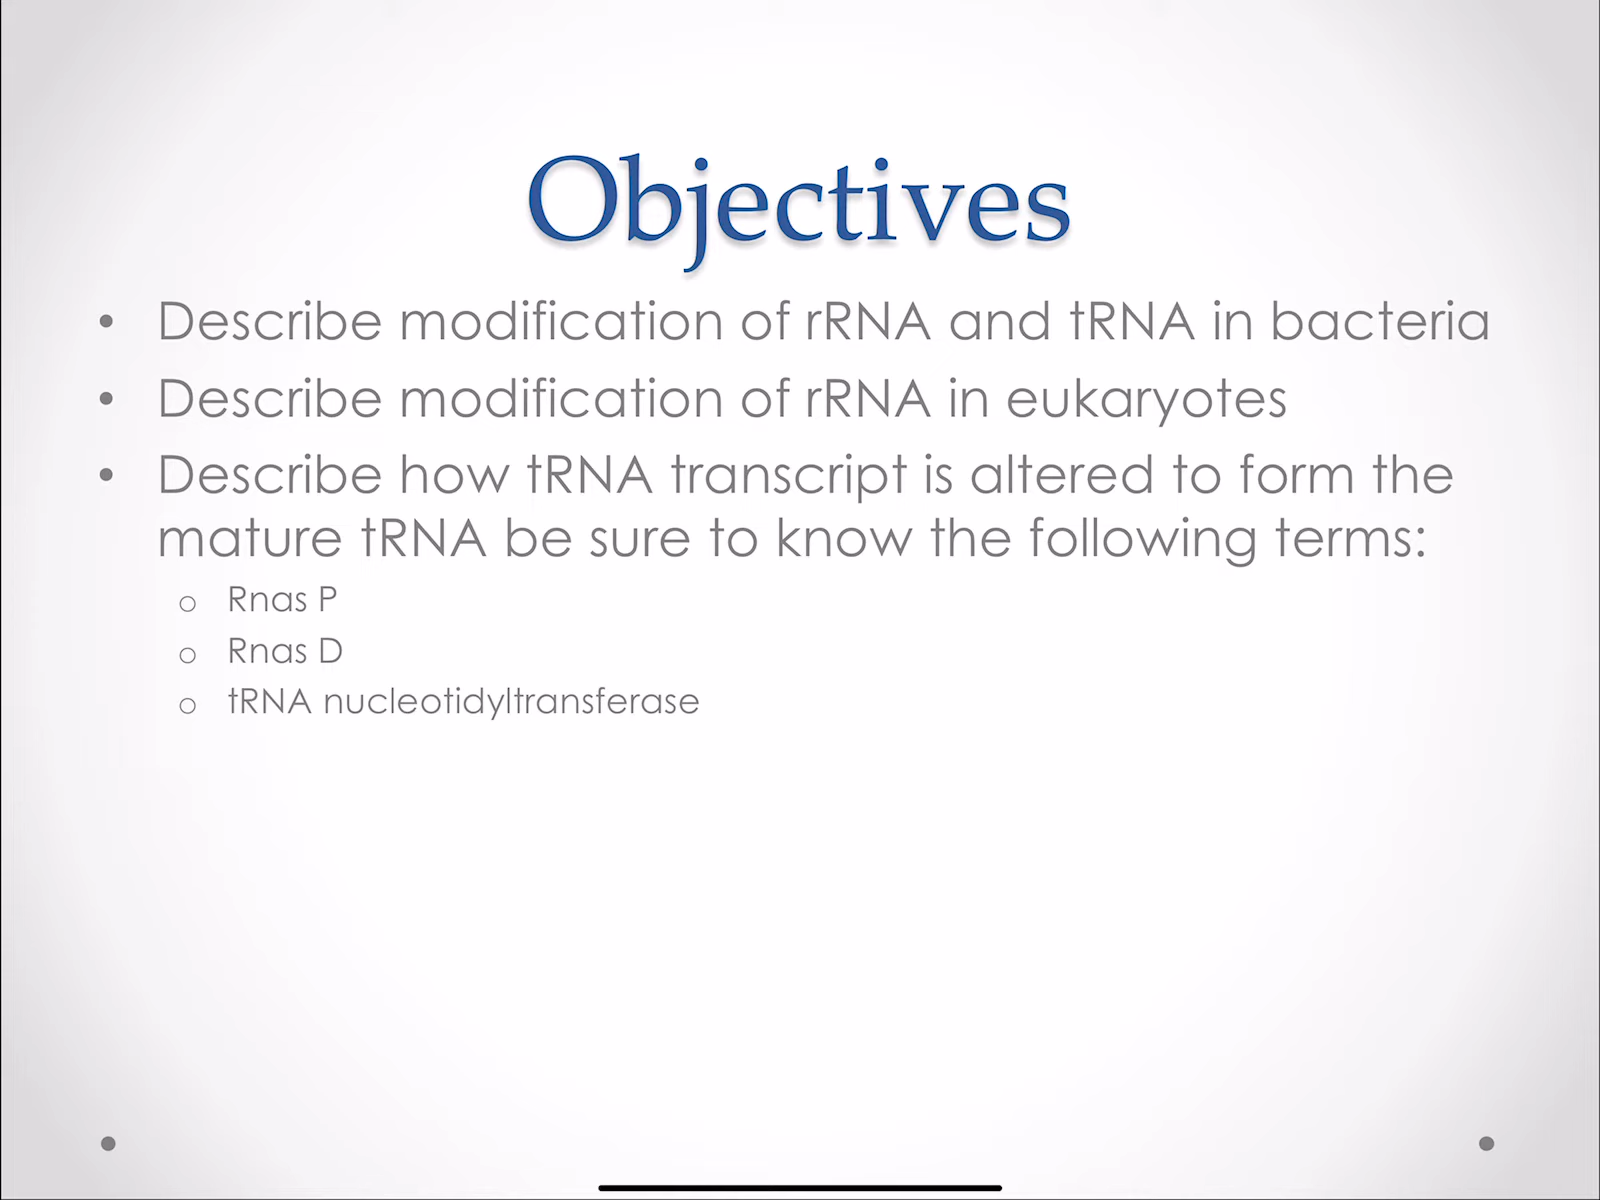 Objectives
• Describe modification of rRNA and tRNA in bacteria
• Describe modification of rRNA in eukaryotes
• Describe how tRNA transcript is altered to form the
mature tRNA be sure to know the following terms:
o Rnas P
o Rnas D
o tRNA nucleotidyltransferase